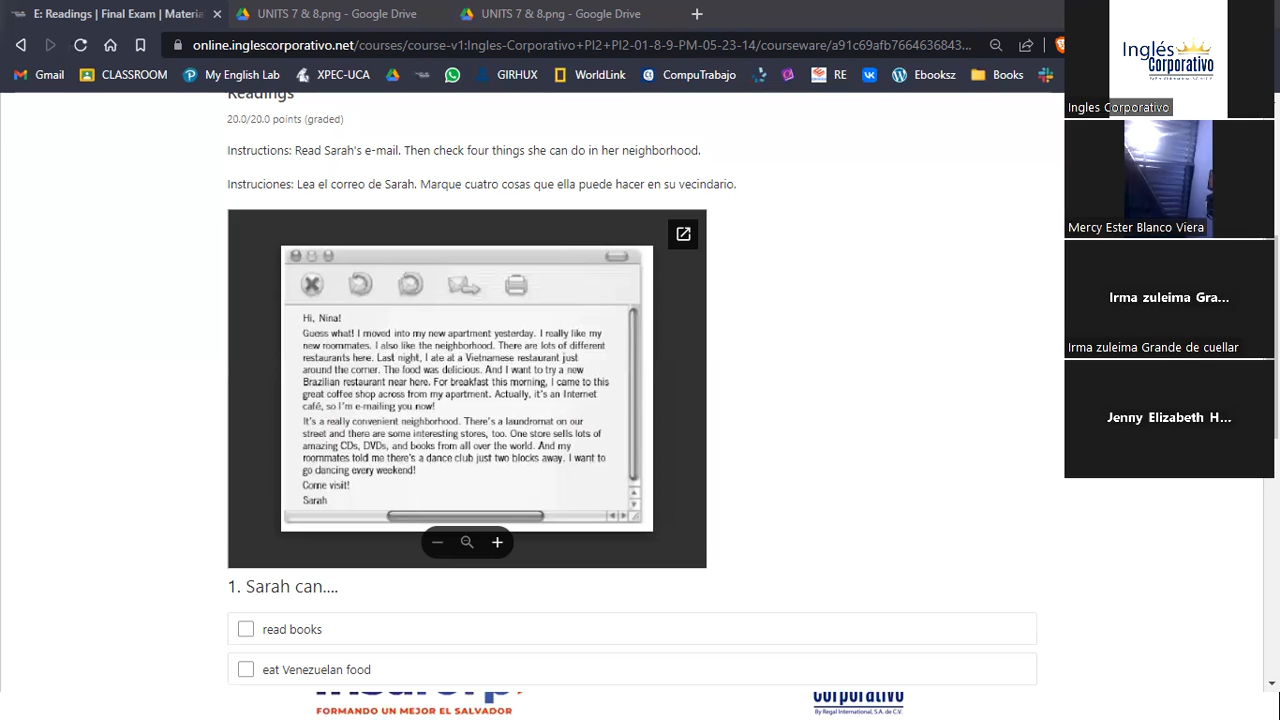 E: Readings | Final Exam | Materia
UNITS 7 & 8.png - Google Drive
UNITS 7 & 8.png - Google Drive
online.inglescorporativo.net/courses/course-v1:Ingles-Corporativo+PI2+PI2-01-8-9-PM-05-23-14/courseware/a91c69afb7664636843...
Gmail
CLASSROOM
My English Lab
XPEC-UCA
GIRHUX
WorldLink
CompuTrabajo
RE
Ebooksz
Books
Readings
20.0/20.0 points (graded)
Instructions: Read Sarah's e-mail. Then check four things she can do in her neighborhood.
Instruciones: Lea el correo de Sarah. Marque cuatro cosas que ella puede hacer en su vecindario.
Hi, Nina!
Guess what! I moved into my new apartment yesterday. I really like my
new roommates. I also like the neighborhood. There are lots of different
restaurants here. Last night, I ate at a Vietnamese restaurant just
around the corner. The food was delicious. And I want to try a new
Brazilian restaurant near here. For breakfast this morning, I came to this
great coffee shop across from my apartment. Actually, it's an Internet
café, so I'm e-mailing you now!
It's a really convenient neighborhood. There's a laundromat on our
street and there are some interesting stores, too. One store sells lots of
amazing CDs, DVDs, and books from all over the world. And my
roommates told me there's a dance club just two blocks away. I want to
go dancing every weekend!
Come visit!
Sarah
1. Sarah can....
read books
eat Venezuelan food
FORMANDO UN MEJOR EL SALVADOR
corporativo
By Regal International, S.A. de C.V.
Inglés
Corporativo
Ingles Corporativo
Mercy Ester Blanco Viera
Irma zuleima Gra...
Irma zuleima Grande de cuellar
Jenny Elizabeth H...